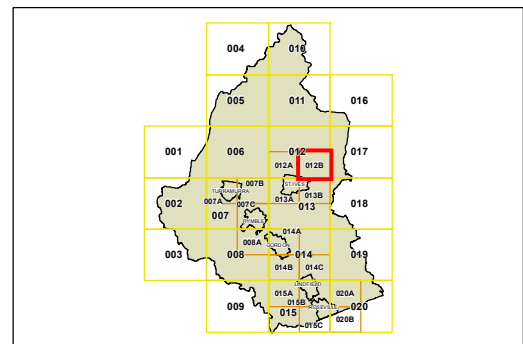 004 010
005 011 016
001 006 012 017
012A 012B
007B ST IVES
TURRAMURRA
002 007A 007C 013A 013B 018
007 013
PYMBLE
014A
008A GORDON
003 008 014 019
014B 014C
LINDFIELD
015A 020A
009 015B ROSEVILLE 020
015 020B
015C